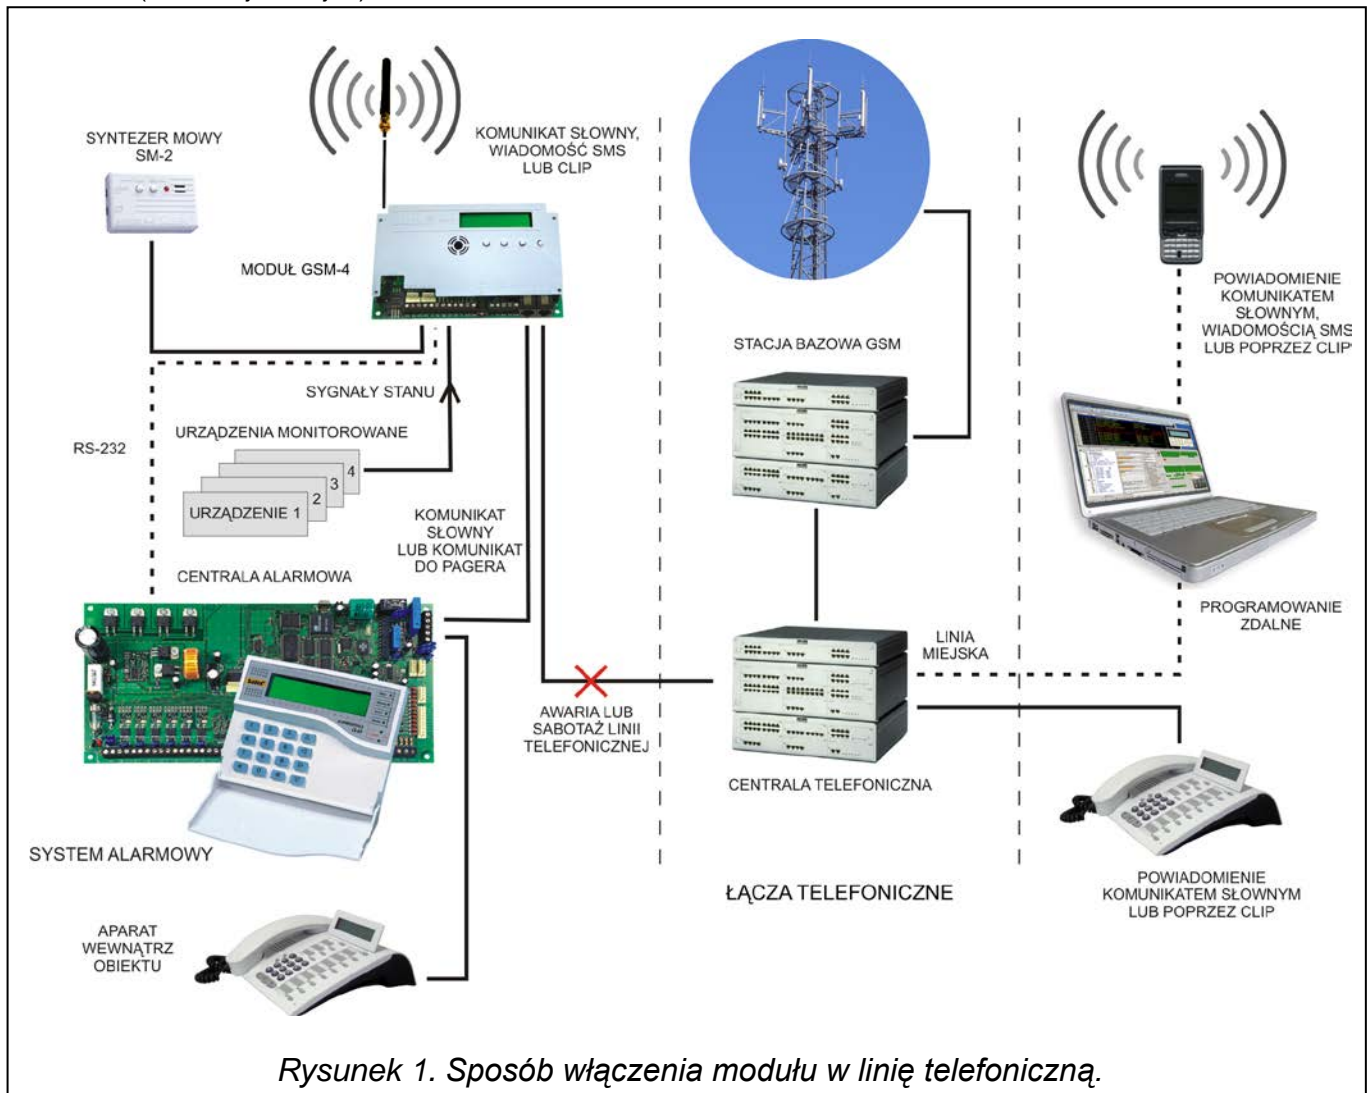 SYNTEZER MOWY
SM-2
KOMUNIKAT SŁOWNY,
WIADOMOŚĆ SMS
LUB CLIP
MODUŁ GSM-4
SYGNAŁY STANU
URZĄDZENIA MONITOROWANE
RS-232
4
3
2
URZĄDZENIE 1
KOMUNIKAT
SŁOWNY
LUB KOMUNIKAT
DO PAGERA
CENTRALA ALARMOWA
SYSTEM ALARMOWY
APARAT
WEWNĄTRZ
OBIEKTU
AWARIA LUB
SABOTAŻ LINII
TELEFONICZNEJ
STACJA BAZOWA GSM
LINIA
MIEJSKA
CENTRALA TELEFONICZNA
ŁĄCZA TELEFONICZNE
POWIADOMIENIE
KOMUNIKATEM
SŁOWNYM,
WIADOMOŚCIĄ SMS
LUB POPRZEZ CLIP
PROGRAMOWANIE
ZDALNE
POWIADOMIENIE
KOMUNIKATEM SŁOWNYM
LUB POPRZEZ CLIP
Rysunek 1. Sposób włączenia modułu w linię telefoniczną.